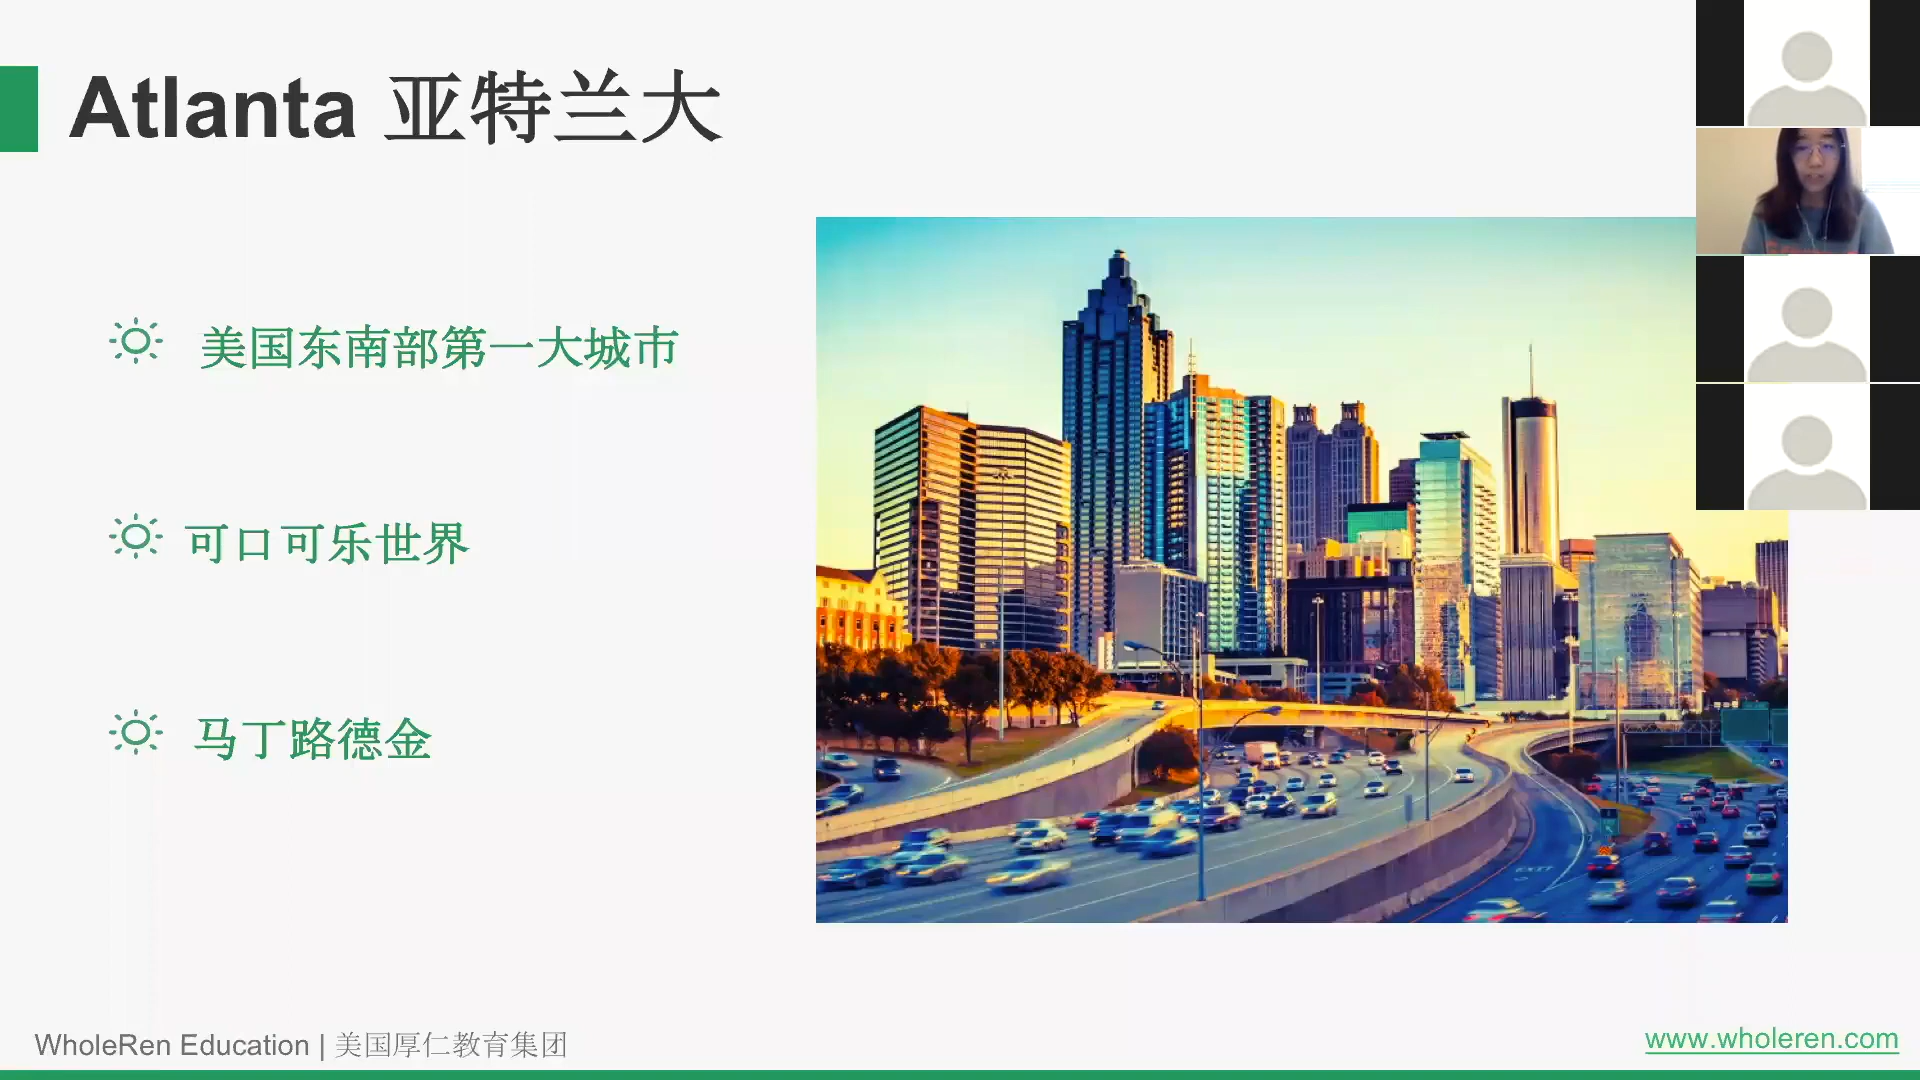 Atlanta 亚特兰大
美国东南部第一大城市
可口可乐世界
马丁路德金
EXIT
WholeRen Education | 美国厚仁教育集团
www.wholeren.com